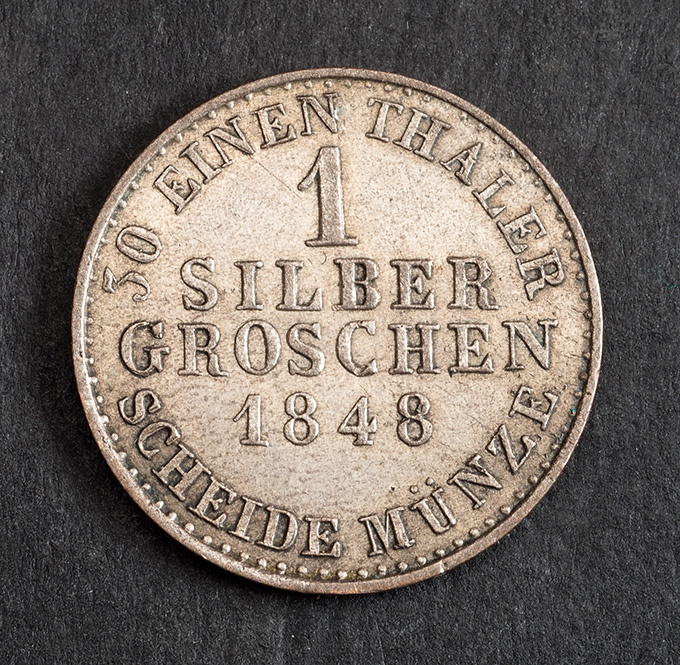 30 EINEN THALER
1
SILBER
GROSCHEN
1848
SCHEIDE MÜNZE